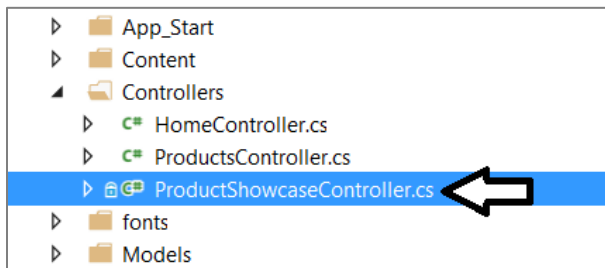 App_Start
Content
Controllers
C# HomeController.cs
C# ProductsController.cs
C# ProductShowcaseController.cs
fonts
Models